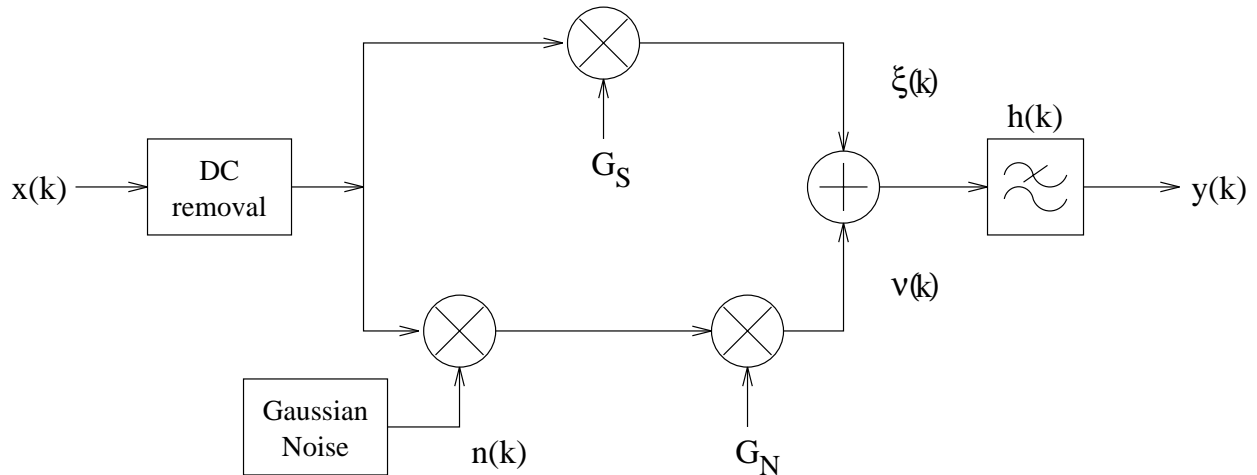 ξ(k)
h(k)
G_S
x(k)
DC
removal
y(k)
ν(k)
Gaussian
Noise
n(k)
G_N